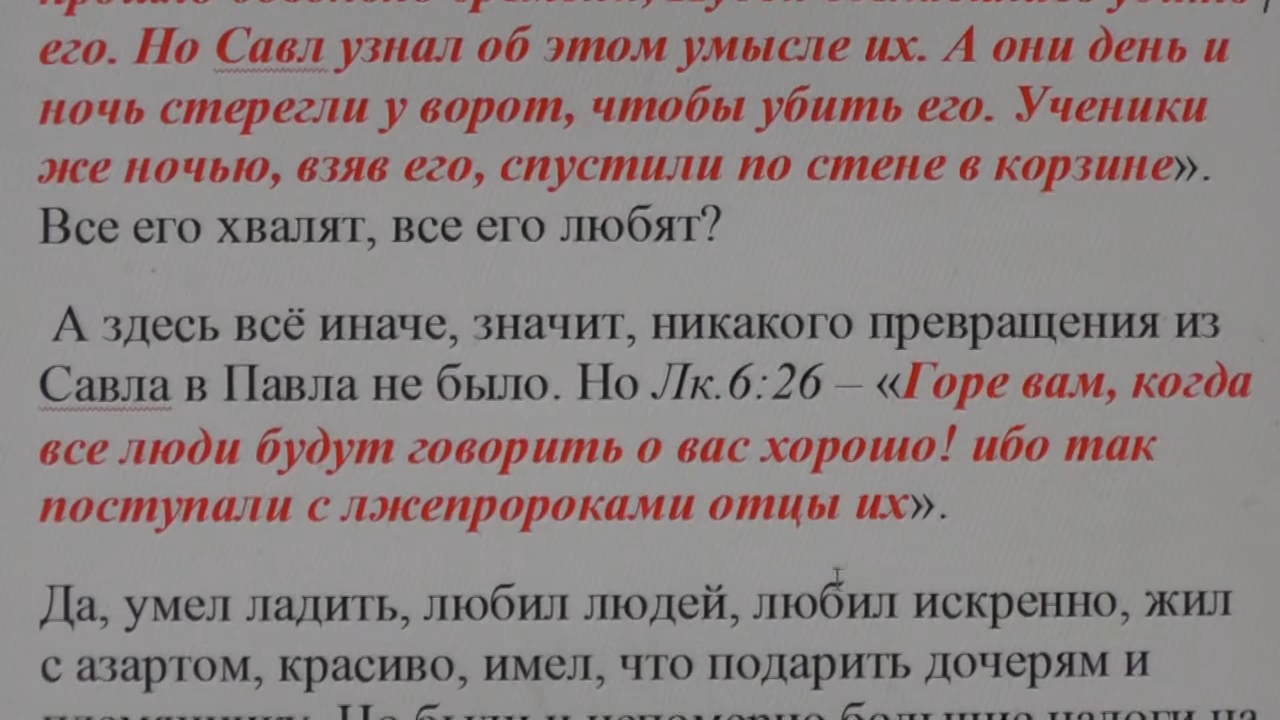 его. Но Савл узнал об этом умысле их. А они день и
ночь стерегли у ворот, чтобы убить его. Ученики
же ночью, взяв его, спустили по стене в корзине».
Все его хвалят, все его любят?
А здесь всё иначе, значит, никакого превращения из
Савла в Павла не было. Но Лк.6:26 – «Горе вам, когда
все люди будут говорить о вас хорошо! ибо так
поступали с лжепророками отцы их».
Да, умел ладить, любил людей, любил искренно, жил
с азартом, красиво, имел, что подарить дочерям и